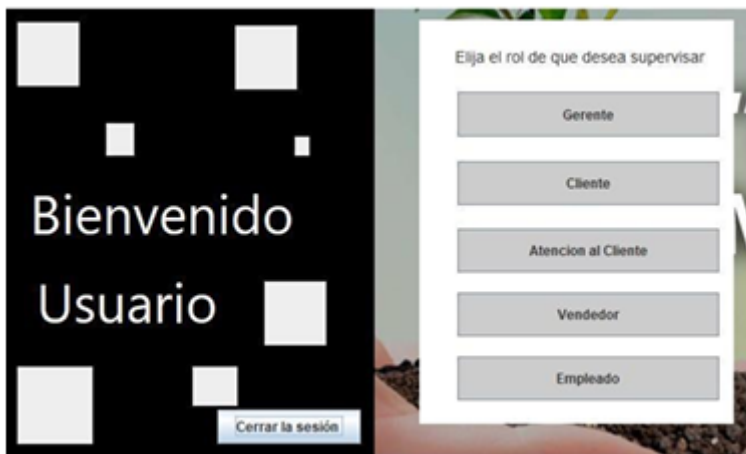 Bienvenido
Usuario
Cerrar la sesión
Elija el rol de que desea supervisar
Gerente
Cliente
Atencion al Cliente
Vendedor
Empleado